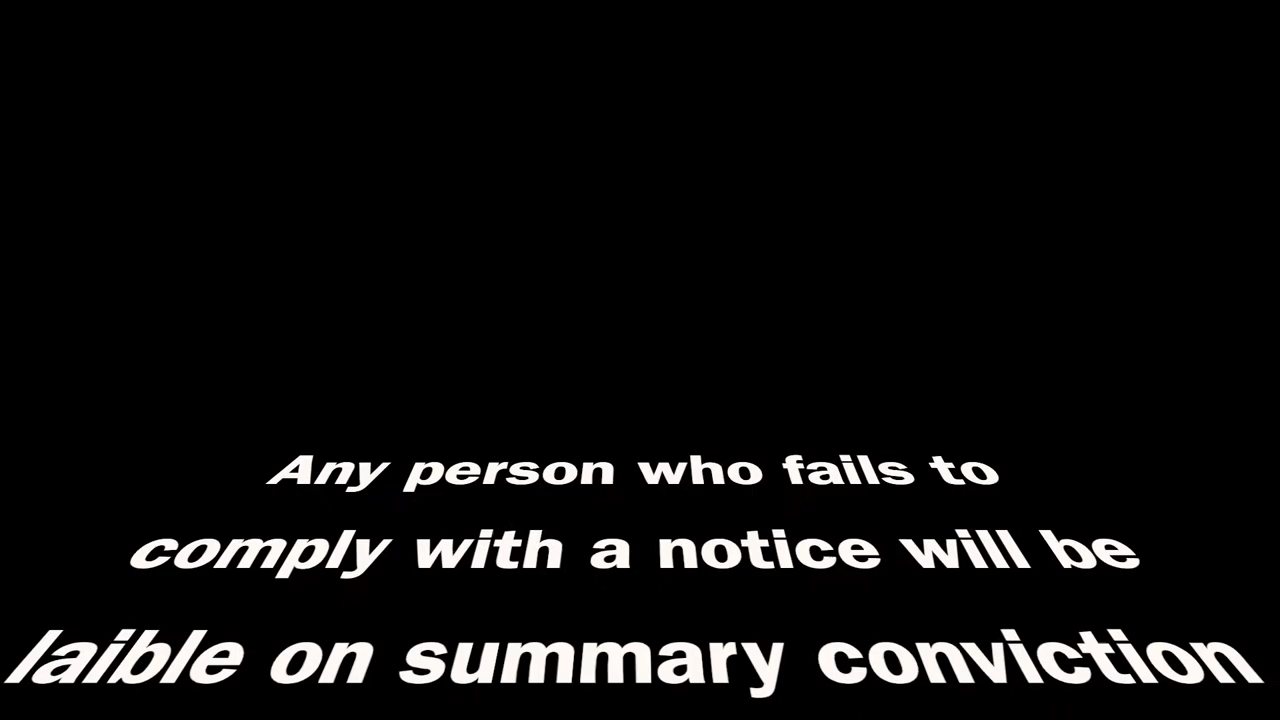 Any person who fails to
comply with a notice will be
laible on summary conviction